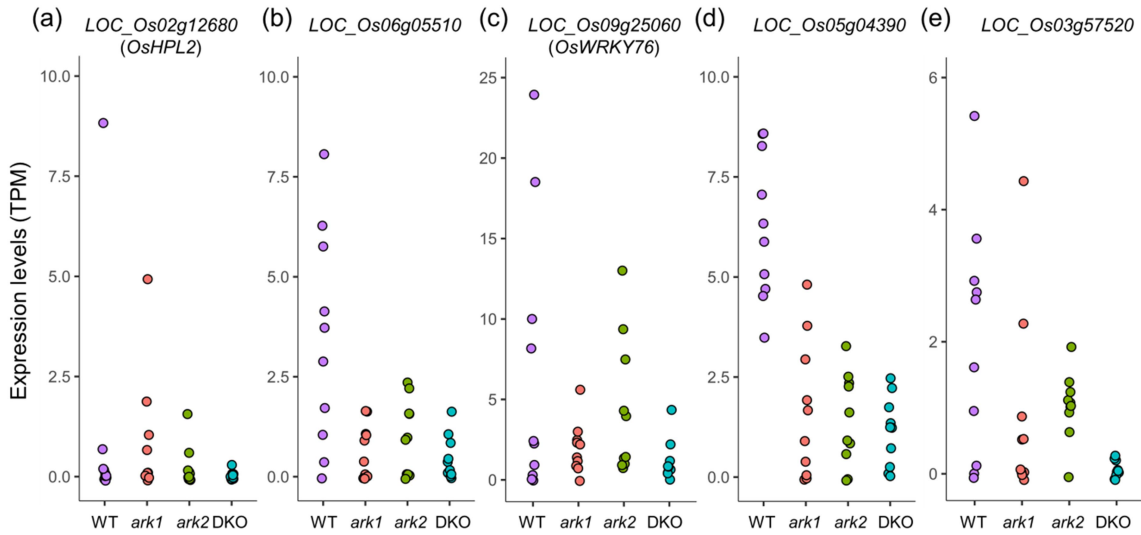 (a) LOC_Os02g12680
(OsHPL2)
(b) LOC_Os06g05510
(c) LOC_Os09g25060
(OsWRKY76)
(d) LOC_Os05g04390
(e) LOC_Os03g57520
Expression levels (TPM)
10.0
7.5
5.0
2.5
0.0
WT ark1 ark2 DKO
10.0
7.5
5.0
2.5
0.0
WT ark1 ark2 DKO
25
20
15
10
5
0
WT ark1 ark2 DKO
10.0
7.5
5.0
2.5
0.0
WT ark1 ark2 DKO
6
4
2
0
WT ark1 ark2 DKO